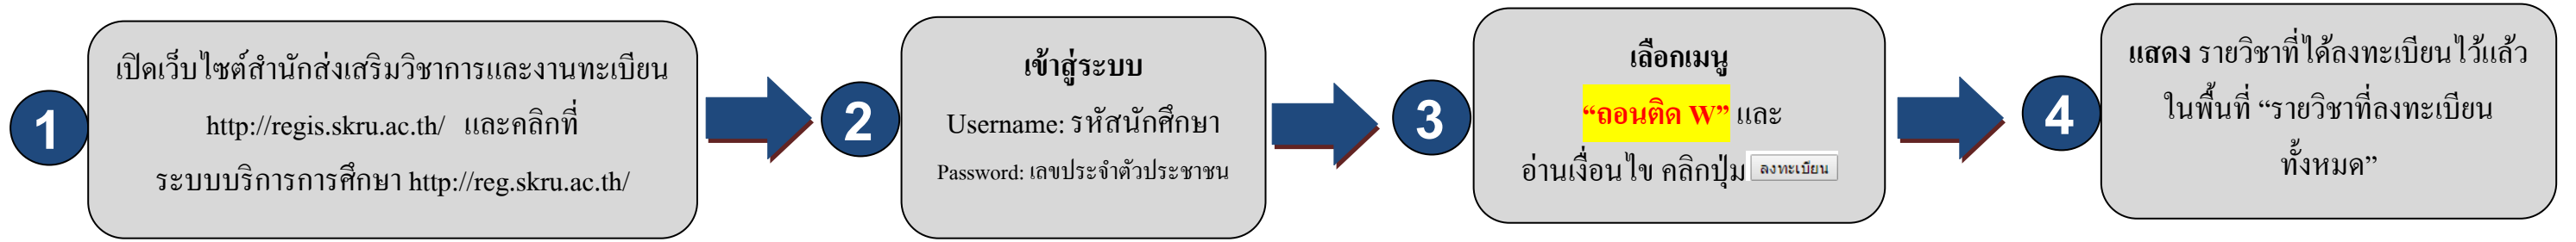 1
เปิดเว็บไซต์สำนักส่งเสริมวิชาการและงานทะเบียน
http://regis.skru.ac.th/ และคลิกที่
ระบบบริการการศึกษา http://reg.skru.ac.th/
2
เข้าสู่ระบบ
Username: รหัสนักศึกษา
Password: เลขประจำตัวประชาชน
3
เลือกเมนู
“ถอนติด W” และ
อ่านเงื่อนไข คลิกปุ่ม ลงทะเบียน
4
แสดง รายวิชาที่ได้ลงทะเบียนไว้แล้ว
ในพื้นที่ “รายวิชาที่ลงทะเบียน
ทั้งหมด”